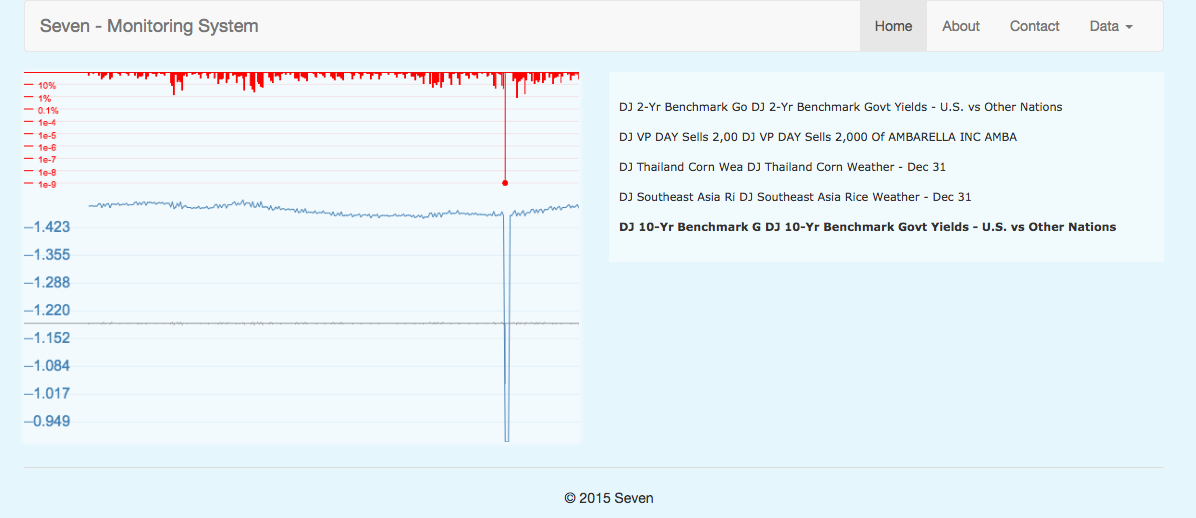 Seven - Monitoring System
Home
About
Contact
Data
10%
1%
0.1%
1e-4
1e-5
1e-6
1e-7
1e-8
1e-9
1.423
1.355
1.288
1.220
1.152
1.084
1.017
0.949
DJ 2-Yr Benchmark Go DJ 2-Yr Benchmark Govt Yields - U.S. vs Other Nations
DJ VP DAY Sells 2,00 DJ VP DAY Sells 2,000 Of AMBARELLA INC AMBA
DJ Thailand Corn Wea DJ Thailand Corn Weather - Dec 31
DJ Southeast Asia Ri DJ Southeast Asia Rice Weather - Dec 31
DJ 10-Yr Benchmark G DJ 10-Yr Benchmark Govt Yields - U.S. vs Other Nations
© 2015 Seven